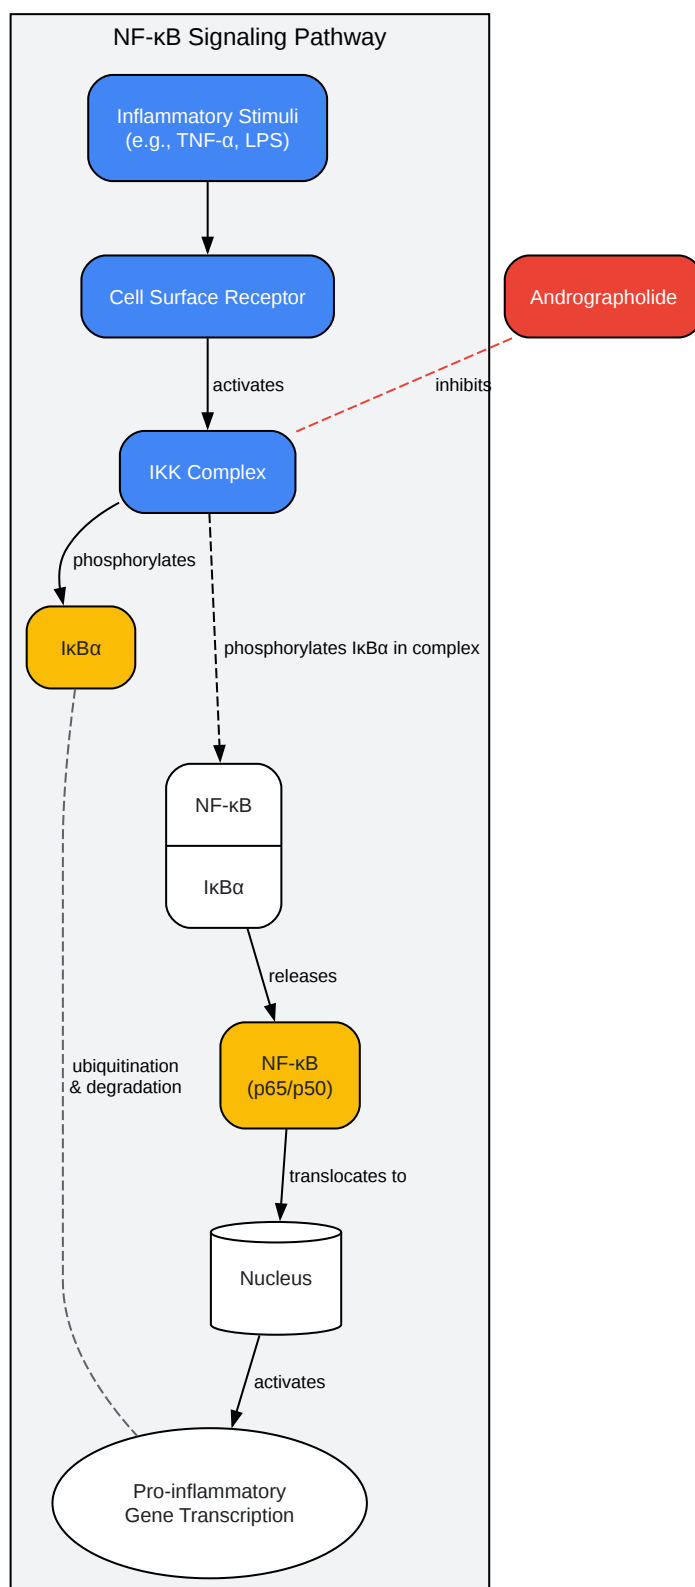 NF-κB Signaling Pathway
Inflammatory Stimuli
(e.g., TNF-α, LPS)
Cell Surface Receptor
Andrographolide
activates
inhibits
IKK Complex
phosphorylates
IκBα
phosphorylates IκBα in complex
NF-κB
IκBα
releases
NF-κB
(p65/p50)
ubiquitination
& degradation
translocates to
Nucleus
activates
Pro-inflammatory
Gene Transcription